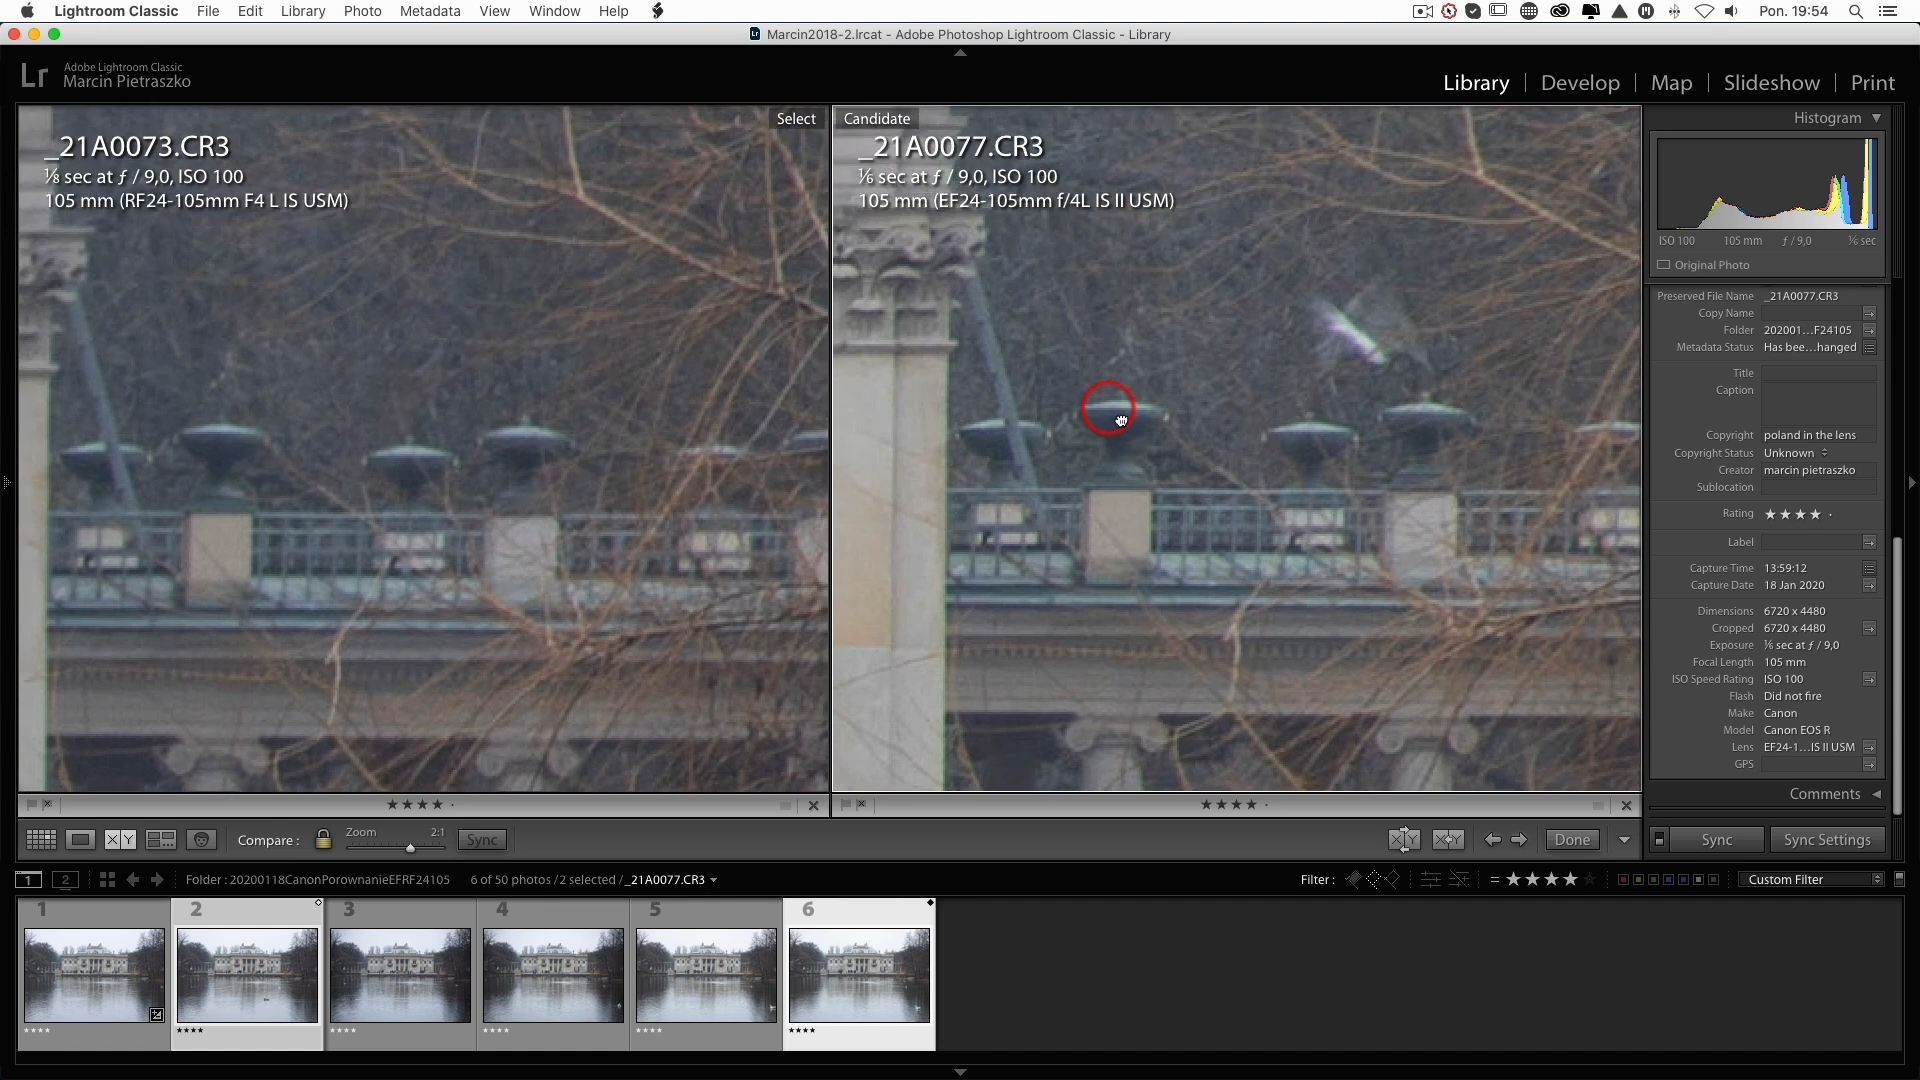 Lightroom Classic File Edit Library Photo Metadata View Window Help Pon. 19:54
Marcin2018-2.lrcat - Adobe Photoshop Lightroom Classic - Library
Lr Adobe Lightroom Classic
Marcin Pietraszko
Library Develop Map Slideshow Print
Select
_21A0073.CR3
⅛ sec at ƒ / 9,0, ISO 100
105 mm (RF24-105mm F4 L IS USM)
Candidate
_21A0077.CR3
⅙ sec at ƒ / 9,0, ISO 100
105 mm (EF24-105mm f/4L IS II USM)
Histogram
ISO 100 105 mm ƒ / 9,0 ⅙ sec
Original Photo
Preserved File Name _21A0077.CR3
Copy Name
Folder 202001...F24105
Metadata Status Has bee...hanged
Title
Caption
Copyright poland in the lens
Copyright Status Unknown
Creator marcin pietraszko
Sublocation
Rating ★★★★ ·
Label
Capture Time 13:59:12
Capture Date 18 Jan 2020
Dimensions 6720 x 4480
Cropped 6720 x 4480
Exposure ⅙ sec at ƒ / 9,0
Focal Length 105 mm
ISO Speed Rating ISO 100
Flash Did not fire
Make Canon
Model Canon EOS R
Lens EF24-1...IS II USM
GPS
Comments
Compare : Zoom 2:1 Sync
XY
Done
Sync Sync Settings
1 2 Folder : 20200118CanonPorownanieEFRF24105 6 of 50 photos / 2 selected / _21A0077.CR3
Filter : = ★★★★ Custom Filter
1 2 3 4 5 6